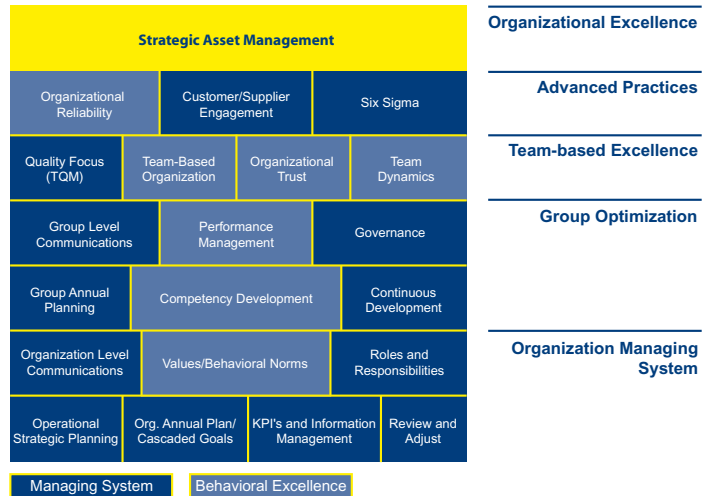 Strategic Asset Management
Organizational Excellence
Organizational
Reliability
Customer/Supplier
Engagement
Six Sigma
Advanced Practices
Quality Focus
(TQM)
Team-Based
Organization
Organizational
Trust
Team
Dynamics
Team-based Excellence
Group Level
Communications
Performance
Management
Governance
Group Optimization
Group Annual
Planning
Competency Development
Continuous
Development
Organization Level
Communications
Values/Behavioral Norms
Roles and
Responsibilities
Organization Managing
System
Operational
Strategic Planning
Org. Annual Plan/
Cascaded Goals
KPI's and Information
Management
Review and
Adjust
Managing System
Behavioral Excellence